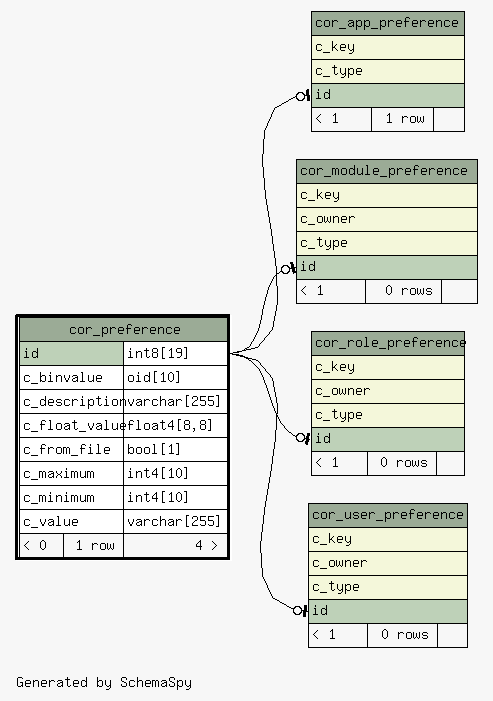 cor_app_preference
c_key
c_type
id
< 1 1 row
cor_module_preference
c_key
c_owner
c_type
id
< 1 0 rows
cor_preference
id int8[19]
c_binvalue oid[10]
c_description varchar[255]
c_float_value float4[8,8]
c_from_file bool[1]
c_maximum int4[10]
c_minimum int4[10]
c_value varchar[255]
< 0 1 row 4 >
cor_role_preference
c_key
c_owner
c_type
id
< 1 0 rows
cor_user_preference
c_key
c_owner
c_type
id
< 1 0 rows
Generated by SchemaSpy